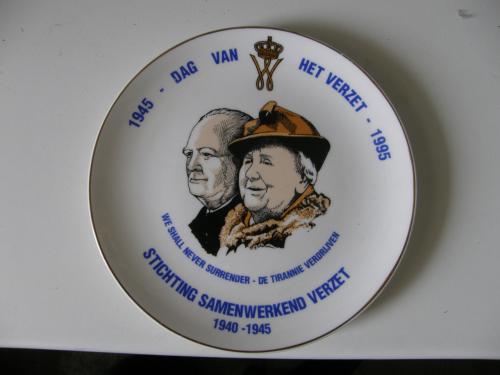 1945 - DAG VAN HET VERZET - 1995
W
WE SHALL NEVER SURRENDER - DE TIRANNIE VERDRIJVEN
STICHTING SAMENWERKEND VERZET
1940 - 1945